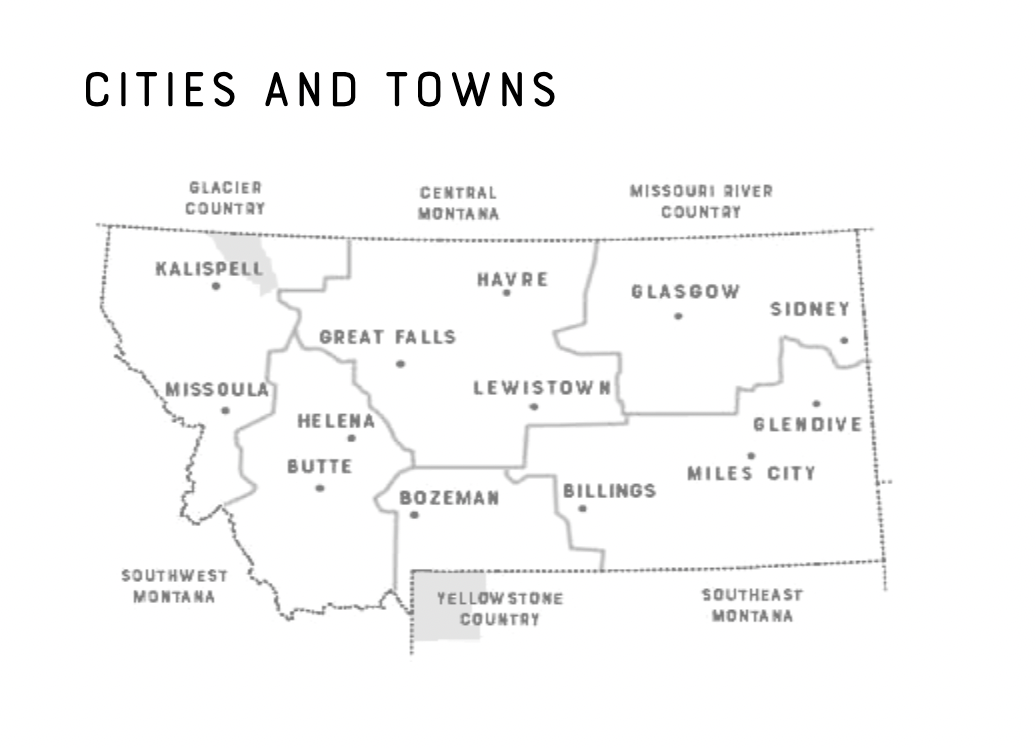 CITIES AND TOWNS
GLACIER
COUNTRY
CENTRAL
MONTANA
MISSOURI RIVER
COUNTRY
KALISPELL
HAVRE
GLASGOW
SIDNEY
GREAT FALLS
MISSOULA
LEWISTOWN
HELENA
GLENDIVE
BUTTE
MILES CITY
BOZEMAN
BILLINGS
SOUTHWEST
MONTANA
YELLOWSTONE
COUNTRY
SOUTHEAST
MONTANA